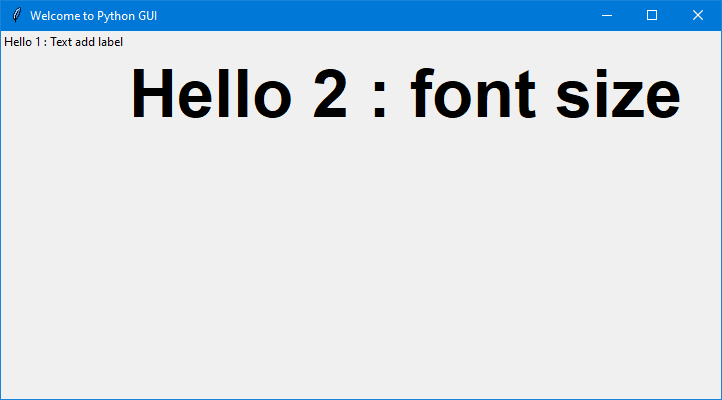 Welcome to Python GUI
Hello 1 : Text add label
Hello 2 : font size